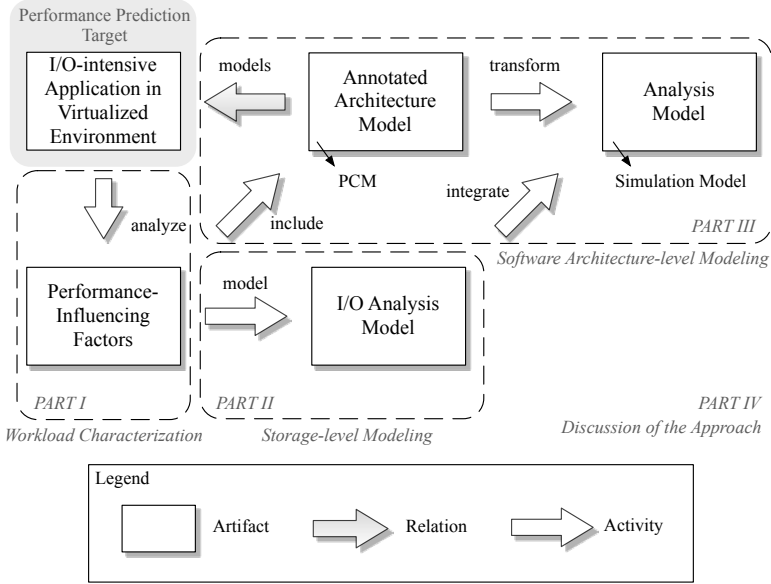 Performance Prediction
Target
I/O-intensive
Application in
Virtualized
Environment
models
Annotated
Architecture
Model
transform
Analysis
Model
PCM
Simulation Model
analyze
include
integrate
PART III
Software Architecture-level Modeling
Performance-
Influencing
Factors
model
I/O Analysis
Model
PART I
Workload Characterization
PART II
Storage-level Modeling
PART IV
Discussion of the Approach
Legend
Artifact
Relation
Activity